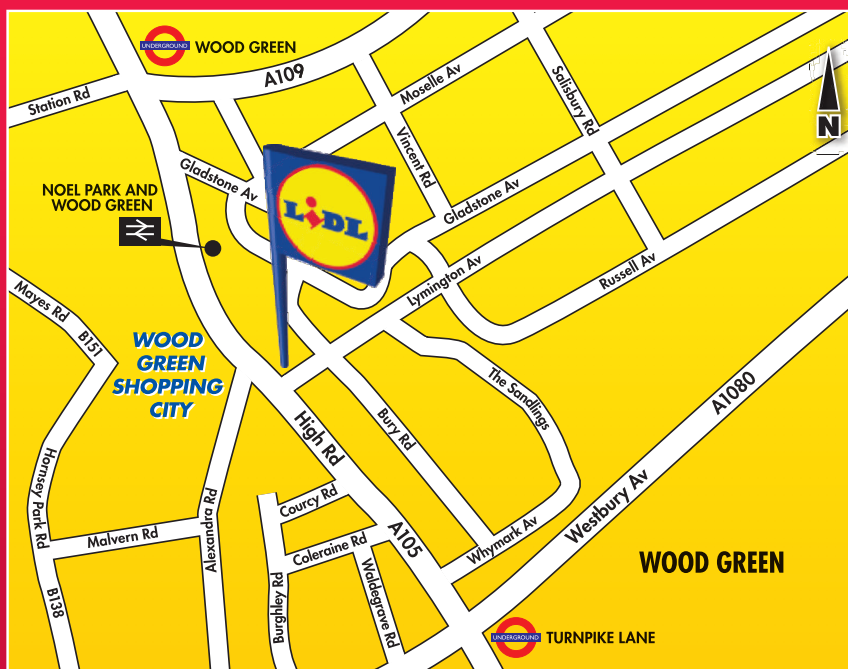 UNDERGROUND
WOOD GREEN
A109
Station Rd
Moselle Av
Salisbury Rd
N
Vincent Rd
Gladstone Av
LIDL
Gladstone Av
NOEL PARK AND
WOOD GREEN
Lymington Av
Russell Av
Mayes Rd
B151
WOOD
GREEN
SHOPPING
CITY
The Sandlings
A1080
High Rd
Bury Rd
Hornsey Park Rd
Alexandra Rd
Courcy Rd
Westbury Av
Malvern Rd
Coleraine Rd
A105
Whymark Av
WOOD GREEN
B138
Burghley Rd
Waldegrave Rd
UNDERGROUND
TURNPIKE LANE